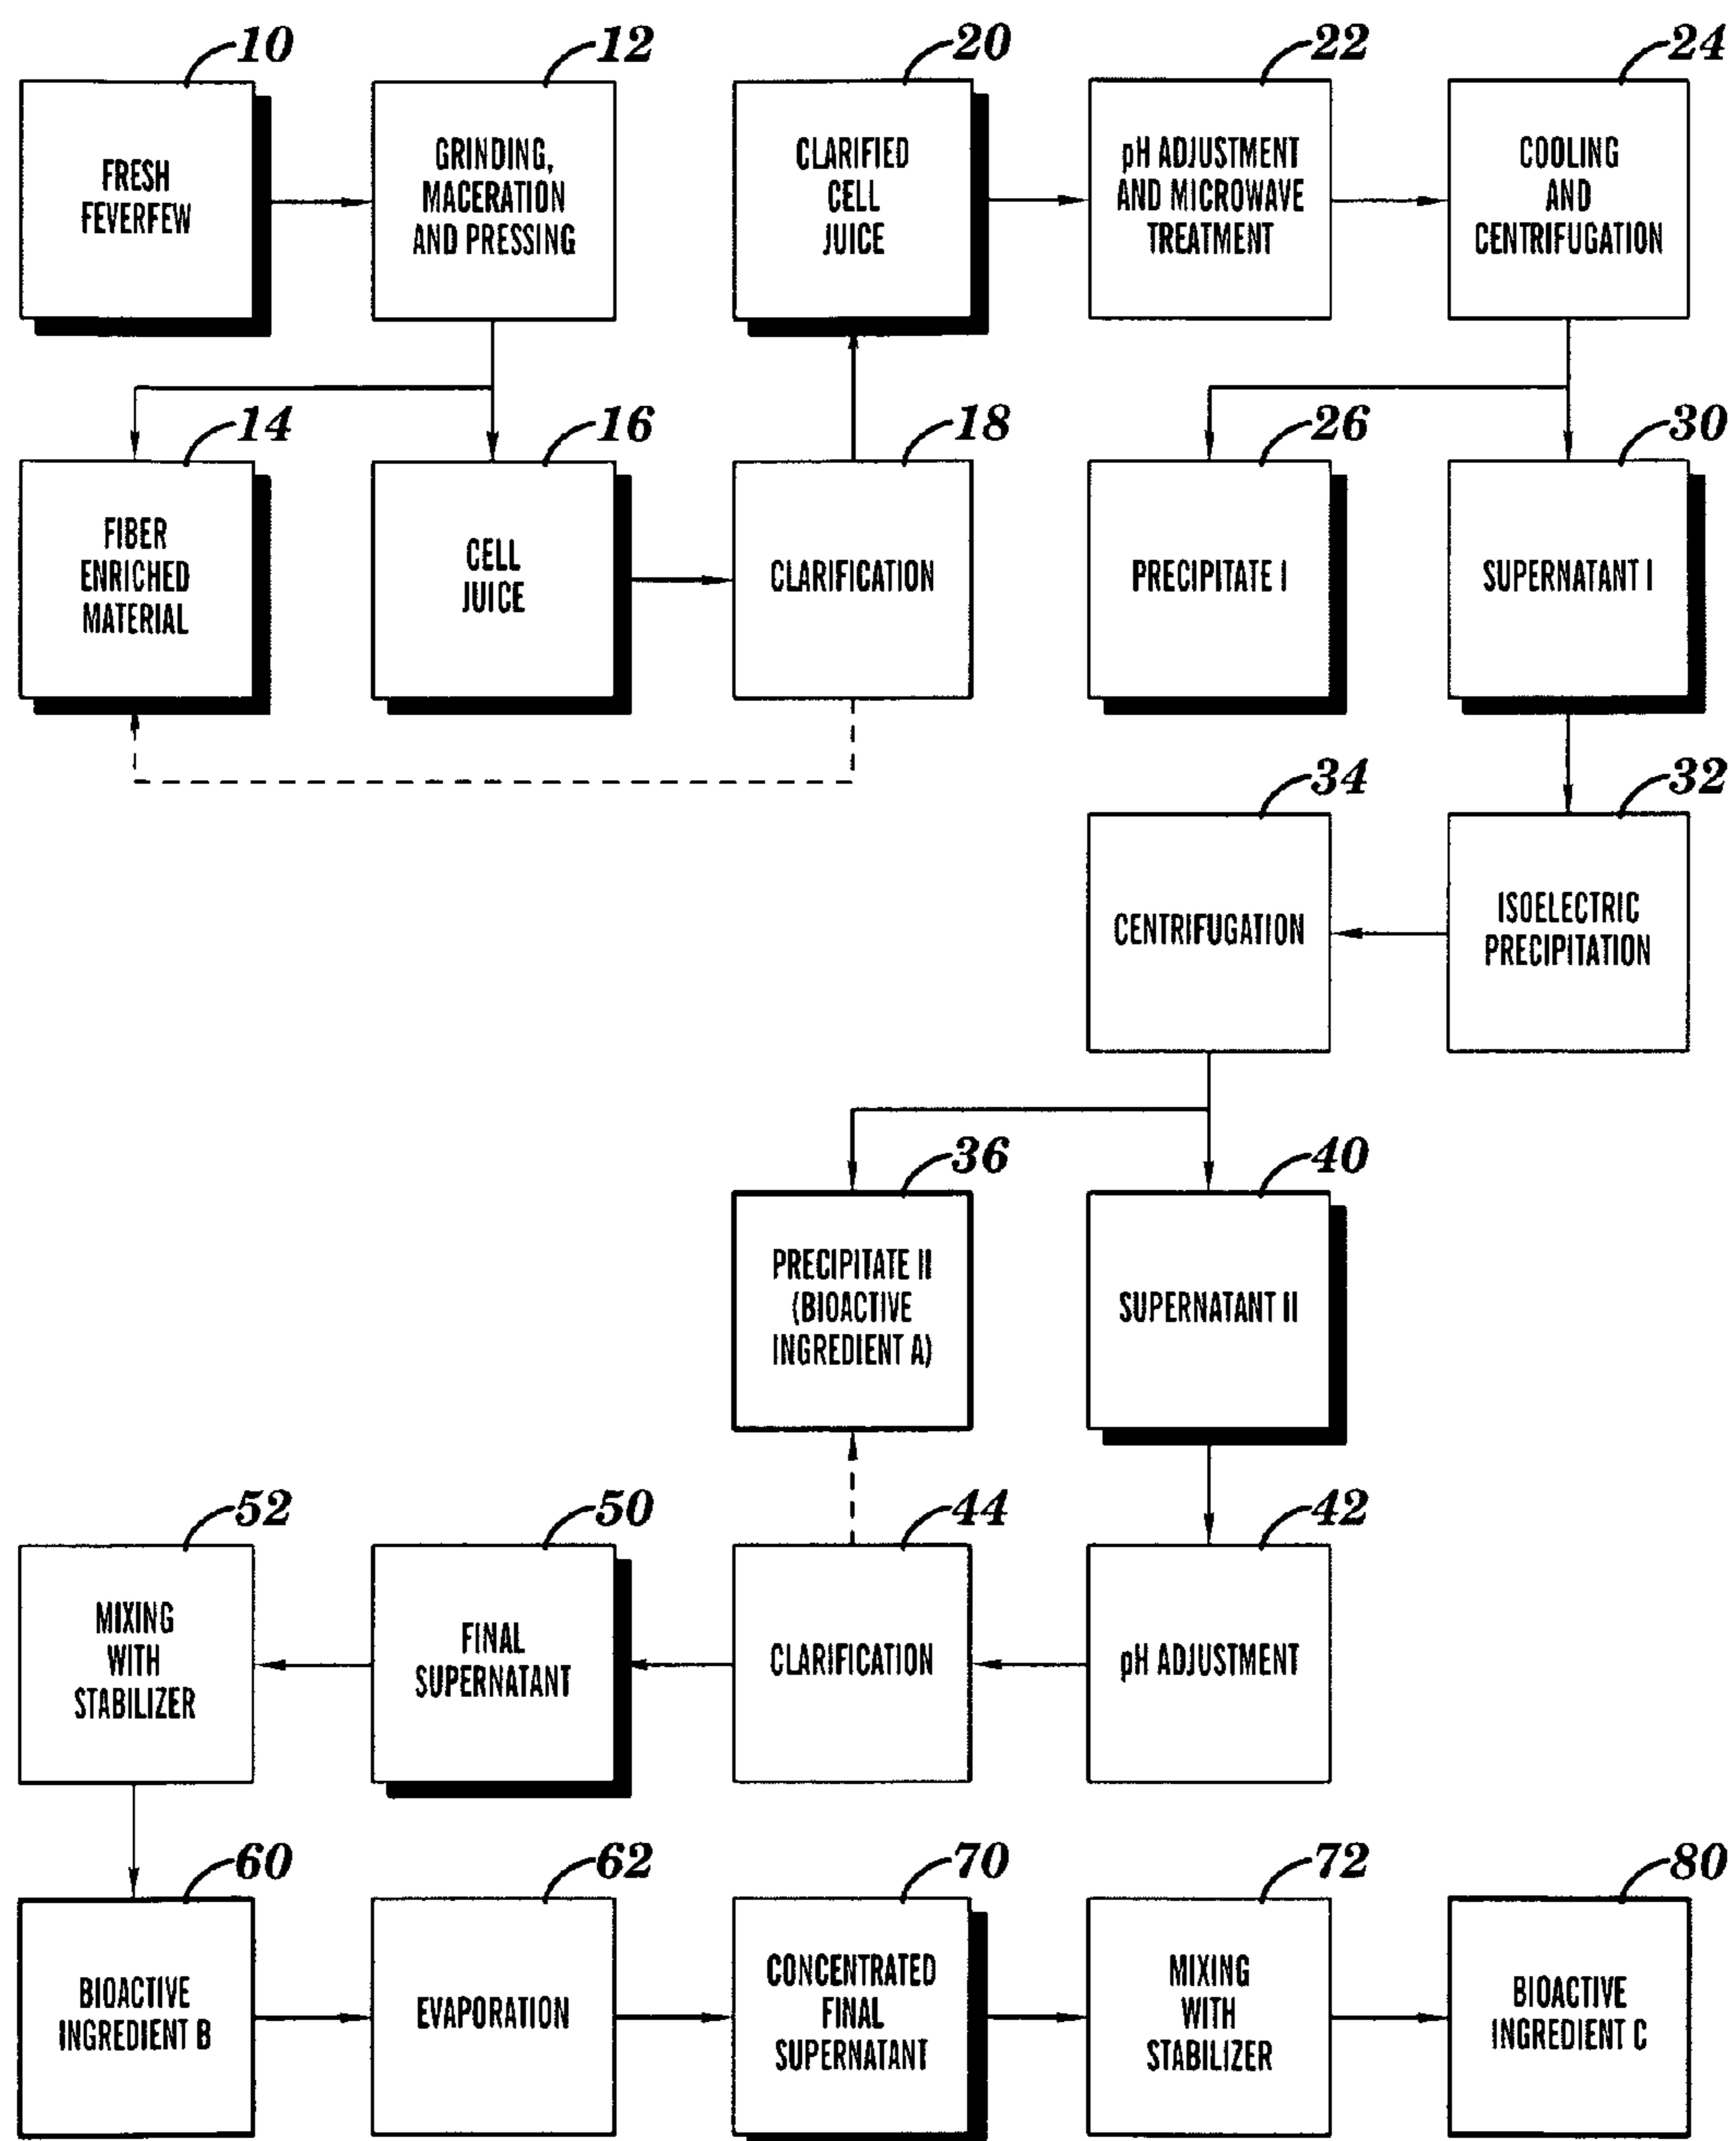 10
FRESH
FEVERFEW
12
GRINDING,
MACERATION
AND PRESSING
20
CLARIFIED
CELL
JUICE
22
pH ADJUSTMENT
AND MICROWAVE
TREATMENT
24
COOLING
AND
CENTRIFUGATION
14
FIBER
ENRICHED
MATERIAL
16
CELL
JUICE
18
CLARIFICATION
26
PRECIPITATE I
30
SUPERNATANT I
34
CENTRIFUGATION
32
ISOELECTRIC
PRECIPITATION
36
PRECIPITATE II
(BIOACTIVE
INGREDIENT A)
40
SUPERNATANT II
52
MIXING
WITH
STABILIZER
50
FINAL
SUPERNATANT
44
CLARIFICATION
42
pH ADJUSTMENT
60
BIOACTIVE
INGREDIENT B
62
EVAPORATION
70
CONCENTRATED
FINAL
SUPERNATANT
72
MIXING
WITH
STABILIZER
80
BIOACTIVE
INGREDIENT C